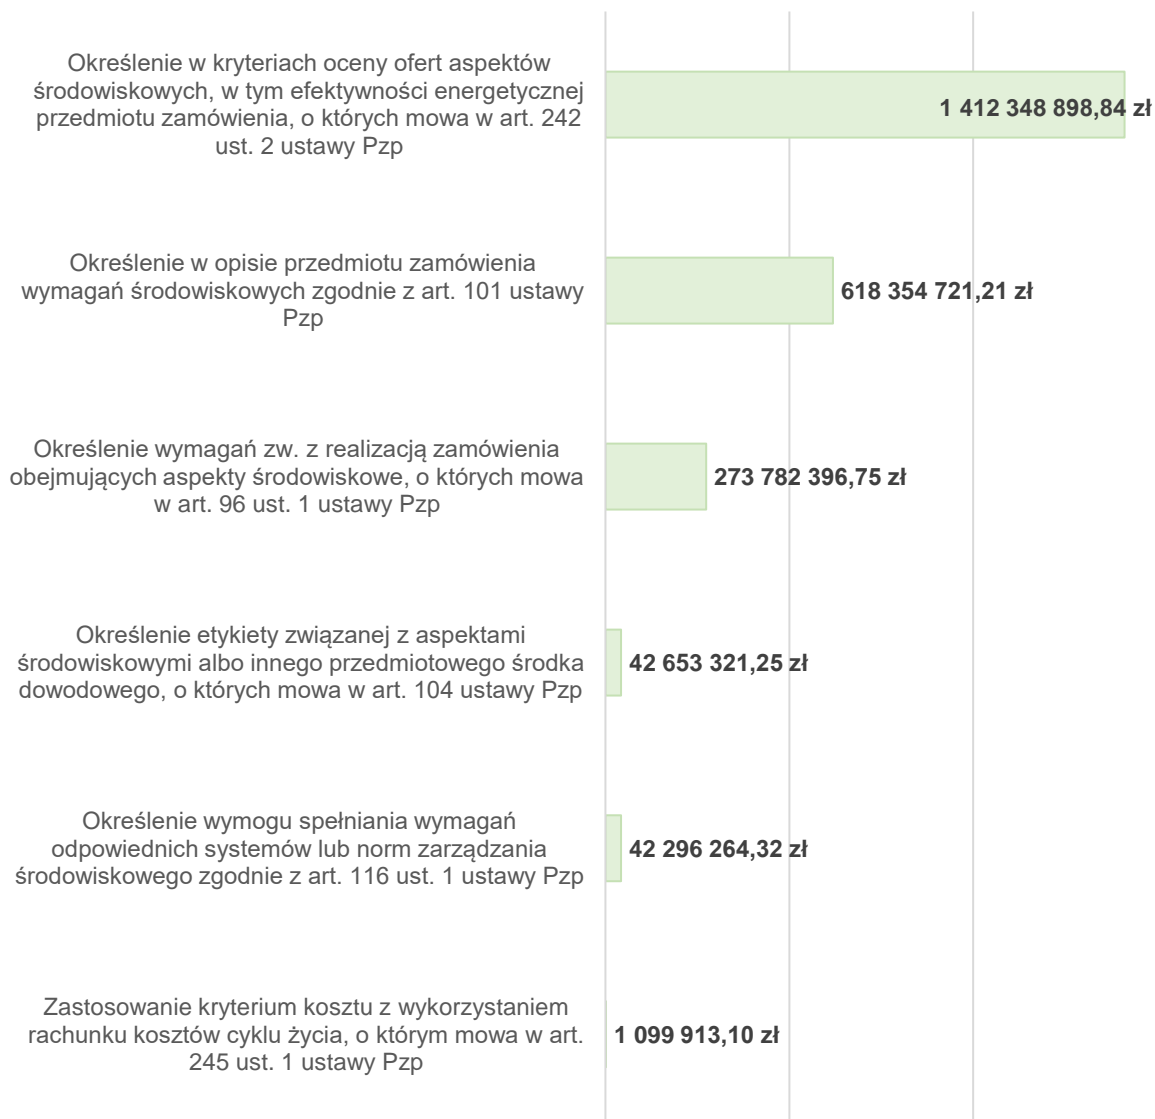 Określenie w kryteriach oceny ofert aspektów
środowiskowych, w tym efektywności energetycznej
przedmiotu zamówienia, o których mowa w art. 242
ust. 2 ustawy Pzp
1 412 348 898,84 zł
Określenie w opisie przedmiotu zamówienia
wymagań środowiskowych zgodnie z art. 101 ustawy
Pzp
618 354 721,21 zł
Określenie wymagań zw. z realizacją zamówienia
obejmujących aspekty środowiskowe, o których mowa
w art. 96 ust. 1 ustawy Pzp
273 782 396,75 zł
Określenie etykiety związanej z aspektami
środowiskowymi albo innego przedmiotowego środka
dowodowego, o których mowa w art. 104 ustawy Pzp
42 653 321,25 zł
Określenie wymogu spełniania wymagań
odpowiednich systemów lub norm zarządzania
środowiskowego zgodnie z art. 116 ust. 1 ustawy Pzp
42 296 264,32 zł
Zastosowanie kryterium kosztu z wykorzystaniem
rachunku kosztów cyklu życia, o którym mowa w art.
245 ust. 1 ustawy Pzp
1 099 913,10 zł